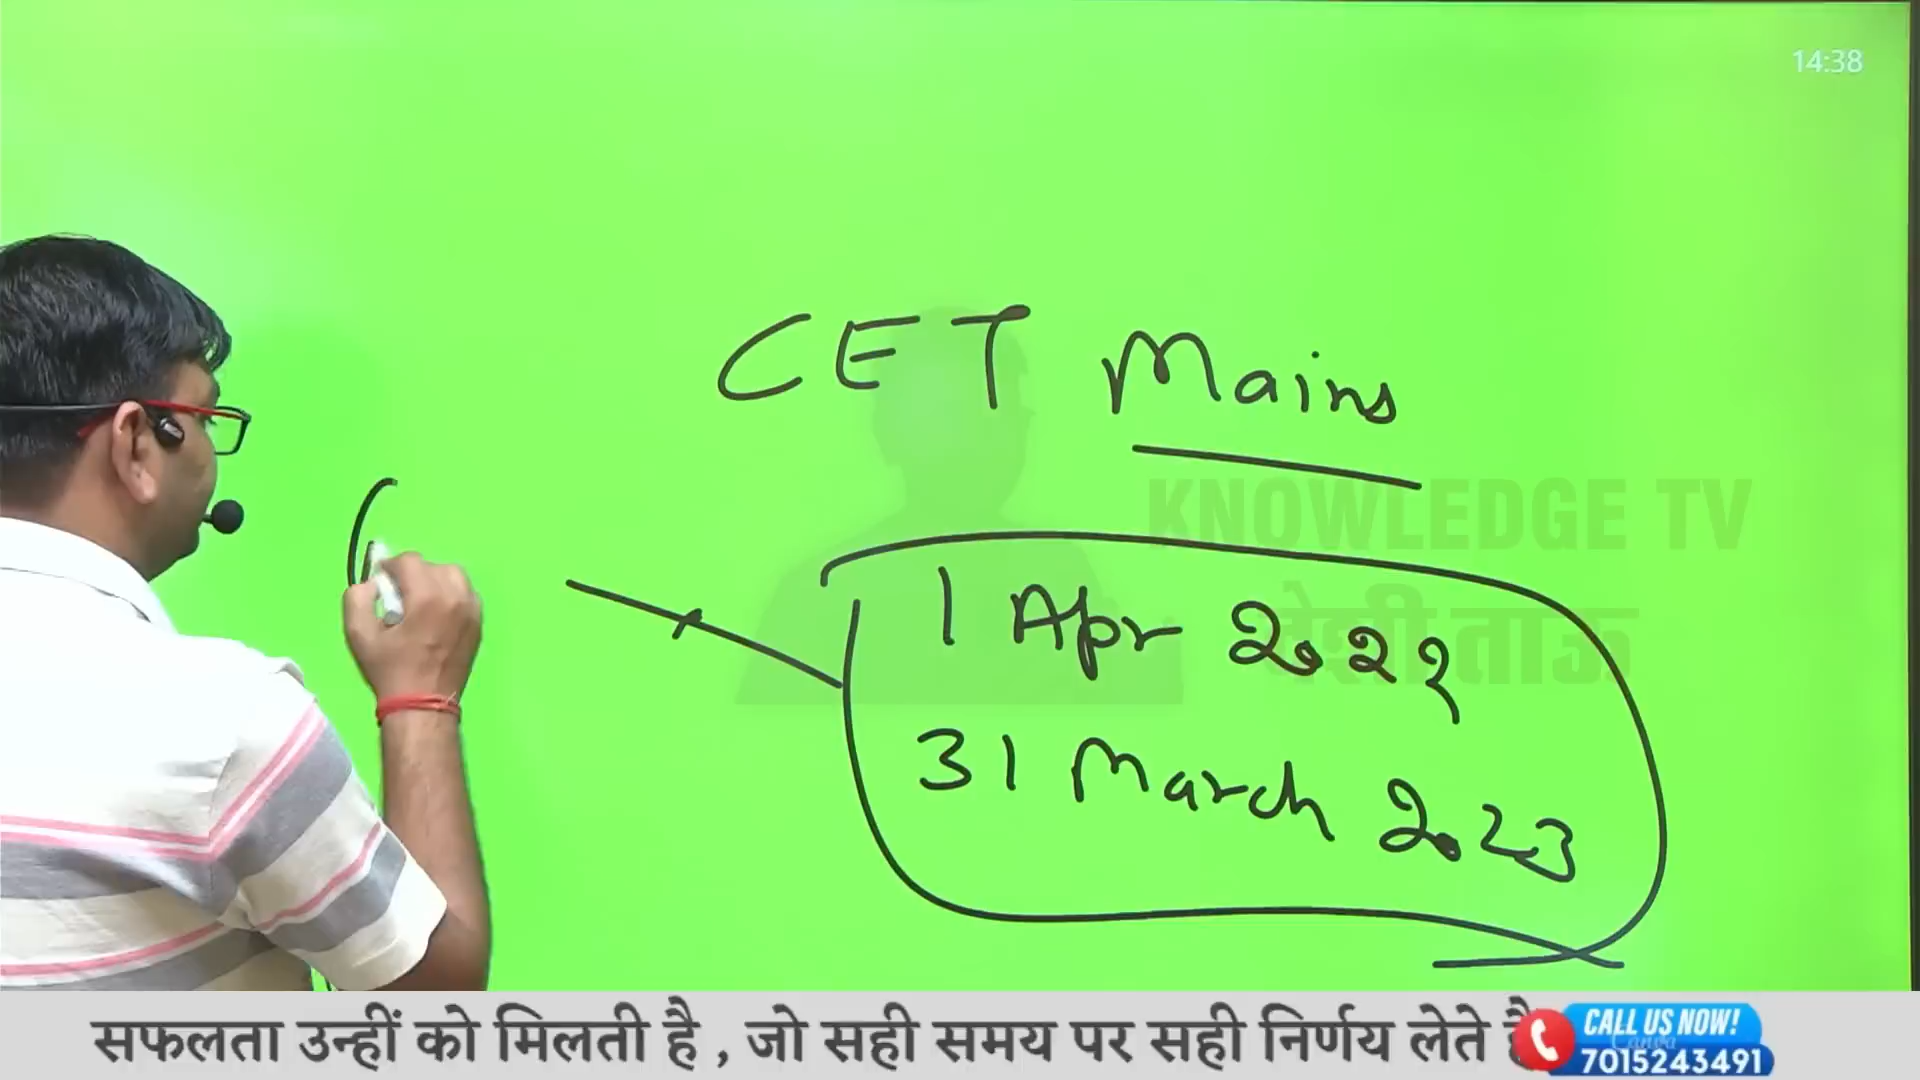 14:38
CET Mains
KNOWLEDGE TV
1 Apr 2022
31 March 2023
सफलता उन्हीं को मिलती है , जो सही समय पर सही निर्णय लेते है
CALL US NOW!
Canva
7015243491